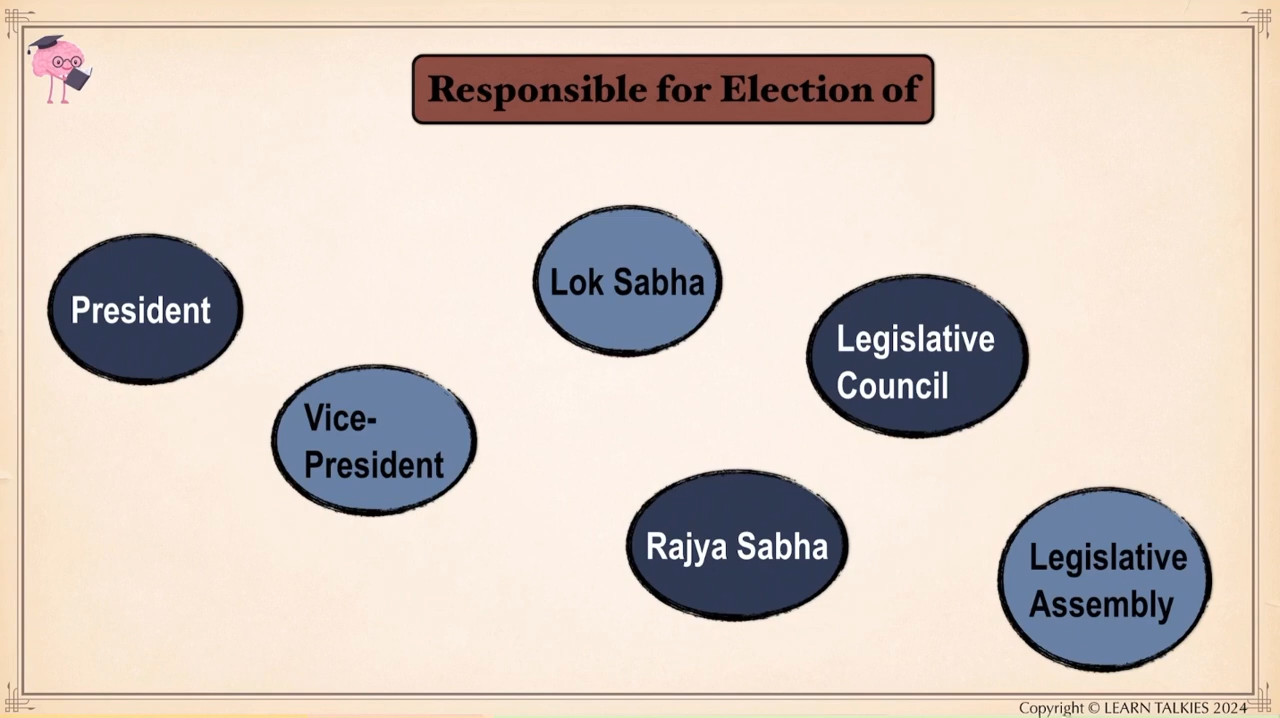 Responsible for Election of
President
Vice-
President
Lok Sabha
Legislative
Council
Rajya Sabha
Legislative
Assembly
Copyright © LEARN TALKIES 2024